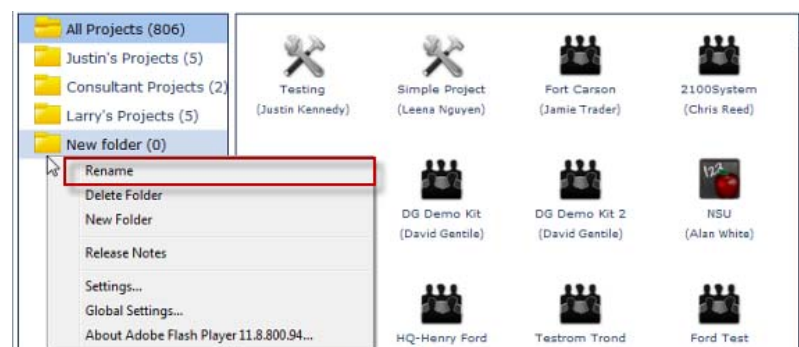 All Projects (806)
Justin's Projects (5)
Consultant Projects (2)
Larry's Projects (5)
New folder (0)
Rename
Delete Folder
New Folder
Release Notes
Settings...
Global Settings...
About Adobe Flash Player 11.8.800.94...
Testing
(Justin Kennedy)
Simple Project
(Leena Nguyen)
Fort Carson
(Jamie Trader)
2100System
(Chris Reed)
DG Demo Kit
(David Gentile)
DG Demo Kit 2
(David Gentile)
123
NSU
(Alan White)
HQ-Henry Ford
Testrom Trond
Ford Test